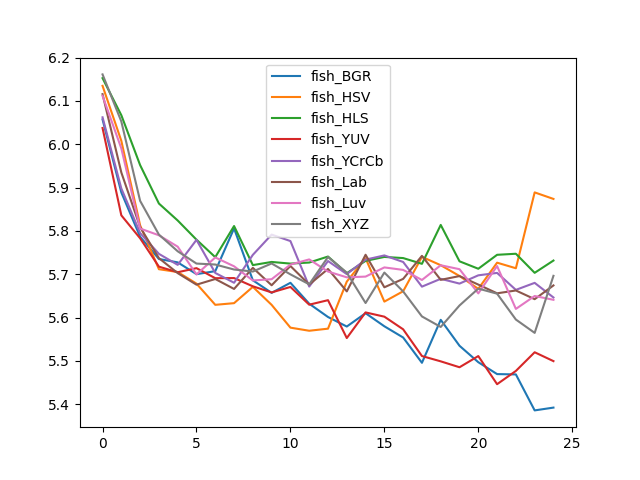 6.2
6.1
6.0
5.9
5.8
5.7
5.6
5.5
5.4
fish_BGR
fish_HSV
fish_HLS
fish_YUV
fish_YCrCb
fish_Lab
fish_Luv
fish_XYZ
0 5 10 15 20 25